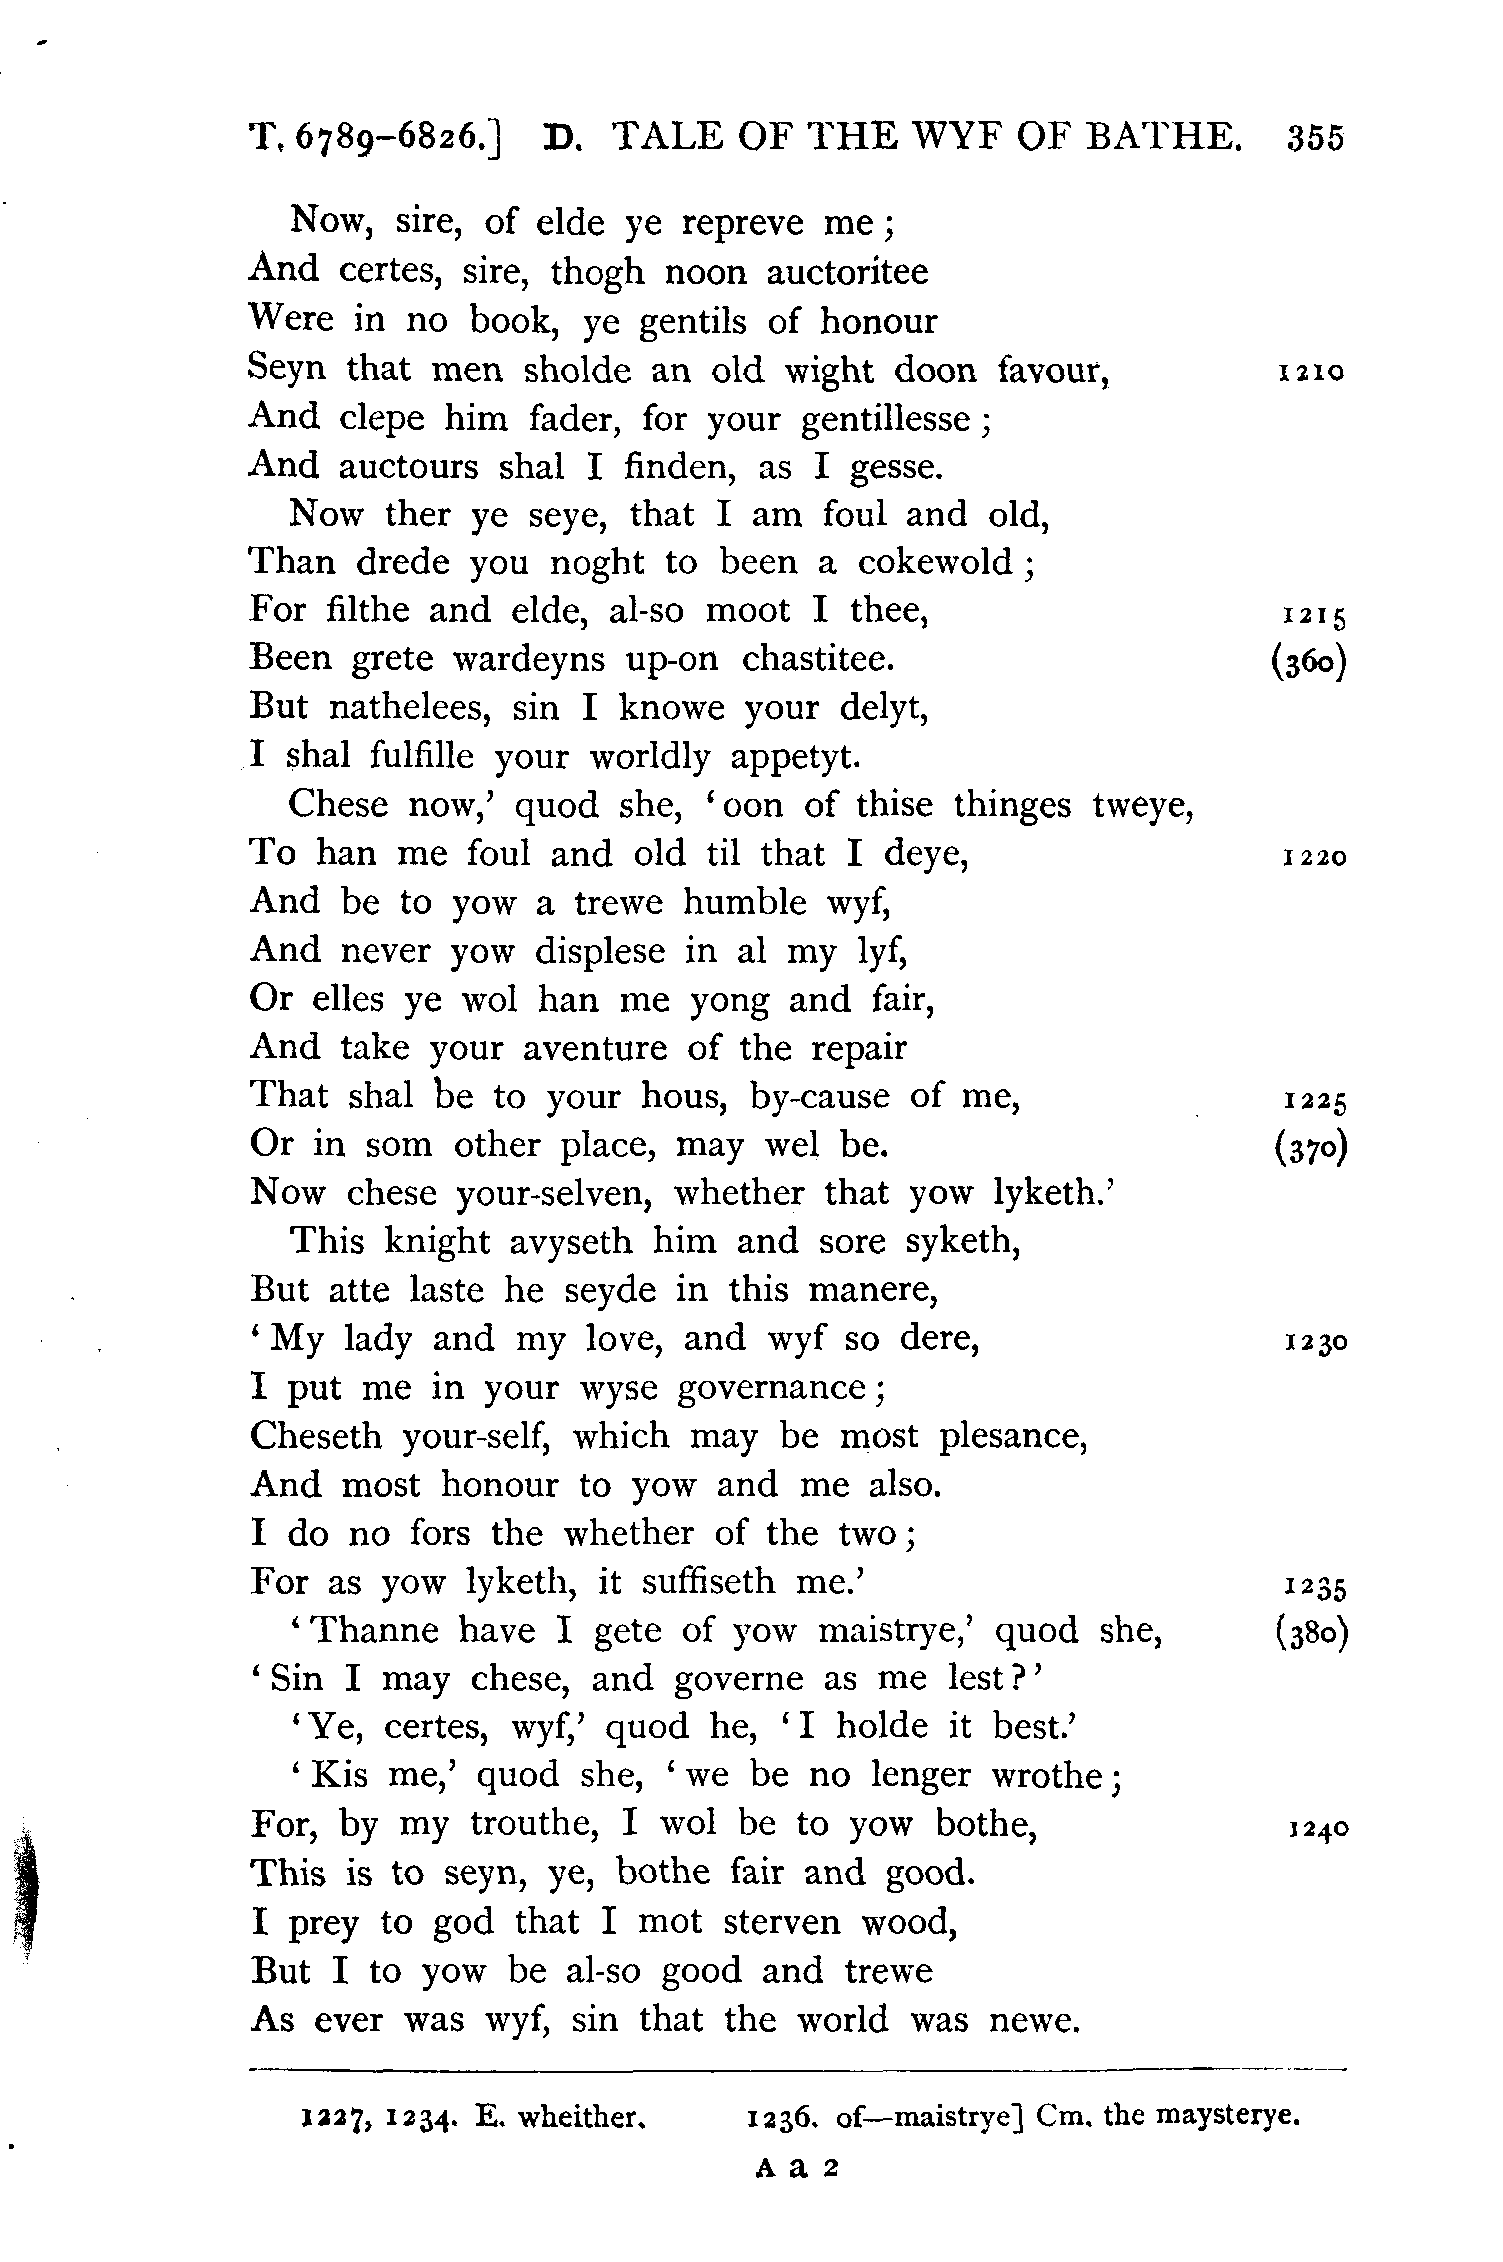 T. 6789–6826.] D. TALE OF THE WYF OF BATHE. 355
Now, sire, of elde ye repreve me ;
And certes, sire, thogh noon auctoritee
Were in no book, ye gentils of honour
Seyn that men sholde an old wight doon favour, 1210
And clepe him fader, for your gentillesse ;
And auctours shal I finden, as I gesse.
Now ther ye seye, that I am foul and old,
Than drede you noght to been a cokewold ;
For filthe and elde, al-so moot I thee, 1215
Been grete wardeyns up-on chastitee. (360)
But nathelees, sin I knowe your delyt,
I shal fulfille your worldly appetyt.
Chese now,’ quod she, ‘oon of thise thinges tweye,
To han me foul and old til that I deye, 1220
And be to yow a trewe humble wyf,
And never yow displese in al my lyf,
Or elles ye wol han me yong and fair,
And take your aventure of the repair
That shal be to your hous, by-cause of me, 1225
Or in som other place, may wel be. (370)
Now chese your-selven, whether that yow lyketh.’
This knight avyseth him and sore syketh,
But atte laste he seyde in this manere,
‘My lady and my love, and wyf so dere, 1230
I put me in your wyse governance ;
Cheseth your-self, which may be most plesance,
And most honour to yow and me also.
I do no fors the whether of the two ;
For as yow lyketh, it suffiseth me.’ 1235
‘Thanne have I gete of yow maistrye,’ quod she, (380)
‘Sin I may chese, and governe as me lest?’
‘Ye, certes, wyf,’ quod he, ‘I holde it best.’
‘Kis me,’ quod she, ‘we be no lenger wrothe ;
For, by my trouthe, I wol be to yow bothe, 1240
This is to seyn, ye, bothe fair and good.
I prey to god that I mot sterven wood,
But I to yow be al-so good and trewe
As ever was wyf, sin that the world was newe.
1227, 1234. E. wheither. 1236. of—maistrye] Cm. the maysterye.
A a 2